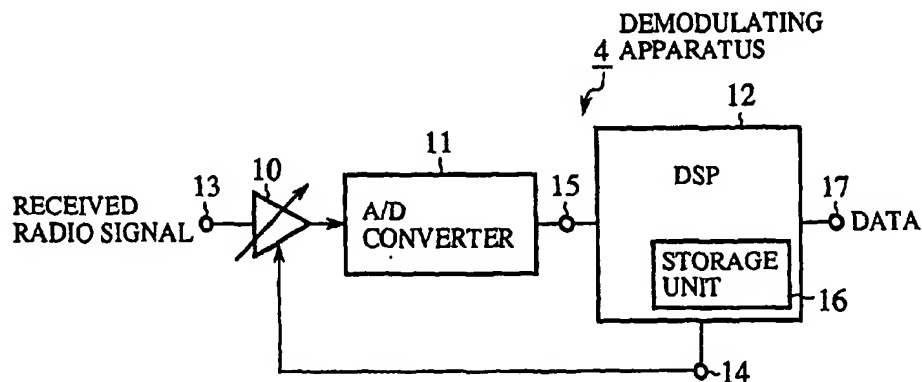 DEMODULATING
4 APPARATUS
12
11
10
13
15
17
RECEIVED
RADIO SIGNAL
A/D
CONVERTER
DSP
DATA
STORAGE
UNIT
16
14